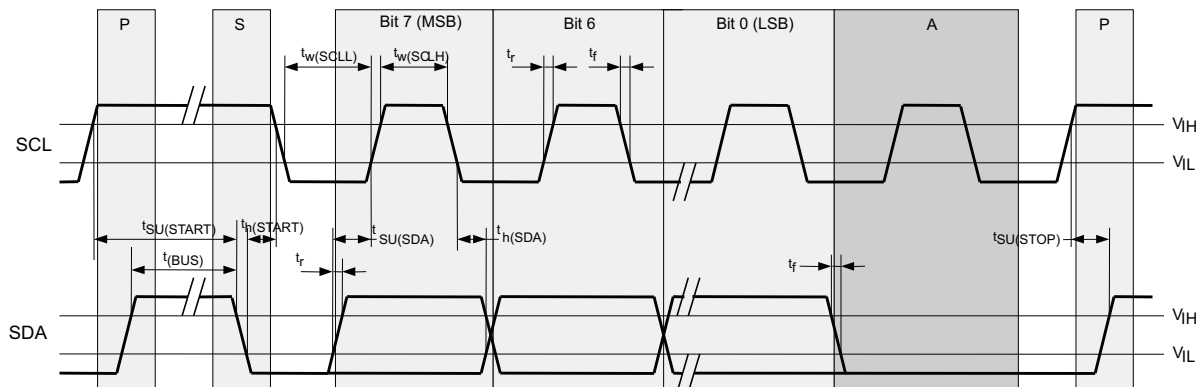 P S Bit 7 (MSB) Bit 6 Bit 0 (LSB) A P
tw(SCLL) tw(SCLH) tr tf
VIH
SCL
VIL
tSU(START) th(START) tSU(SDA) th(SDA) tSU(STOP)
t(BUS) tr tf
VIH
SDA
VIL